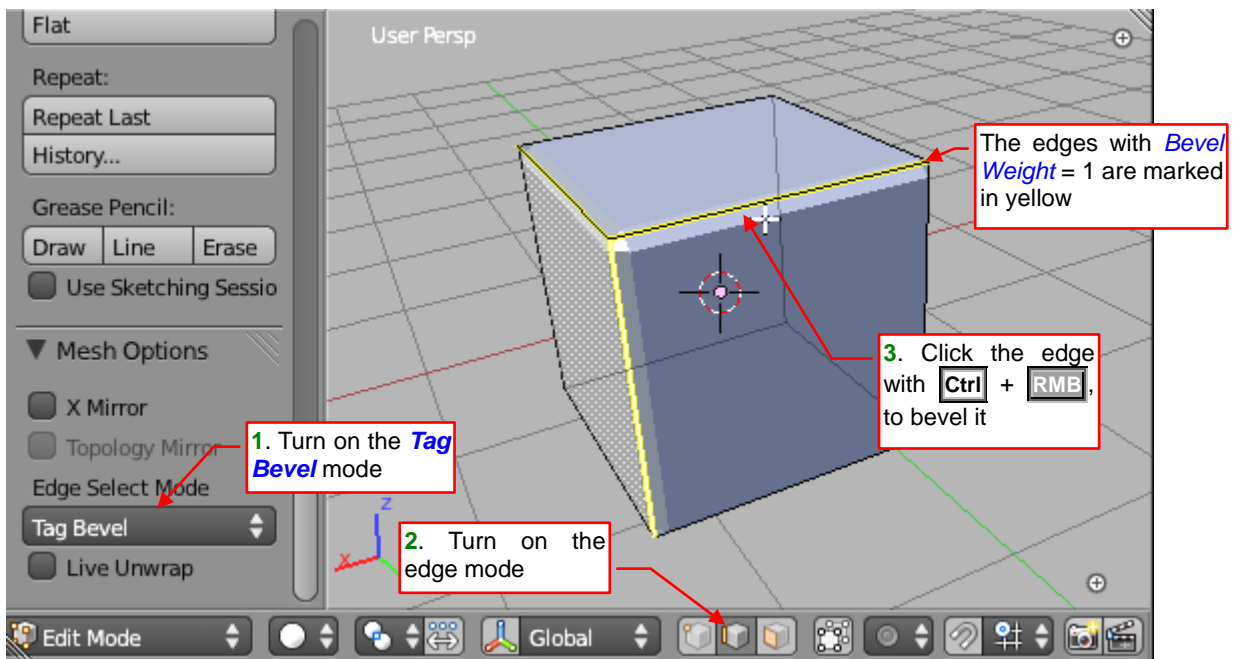 Flat
Repeat:
Repeat Last
History...
Grease Pencil:
Draw Line Erase
Use Sketching Sessio
Mesh Options
X Mirror
Topology Mirror
Edge Select Mode
Tag Bevel
Live Unwrap
User Persp
The edges with Bevel
Weight = 1 are marked
in yellow
3. Click the edge
with Ctrl + RMB,
to bevel it
1. Turn on the Tag
Bevel mode
2. Turn on the
edge mode
z
x
Edit Mode
Global